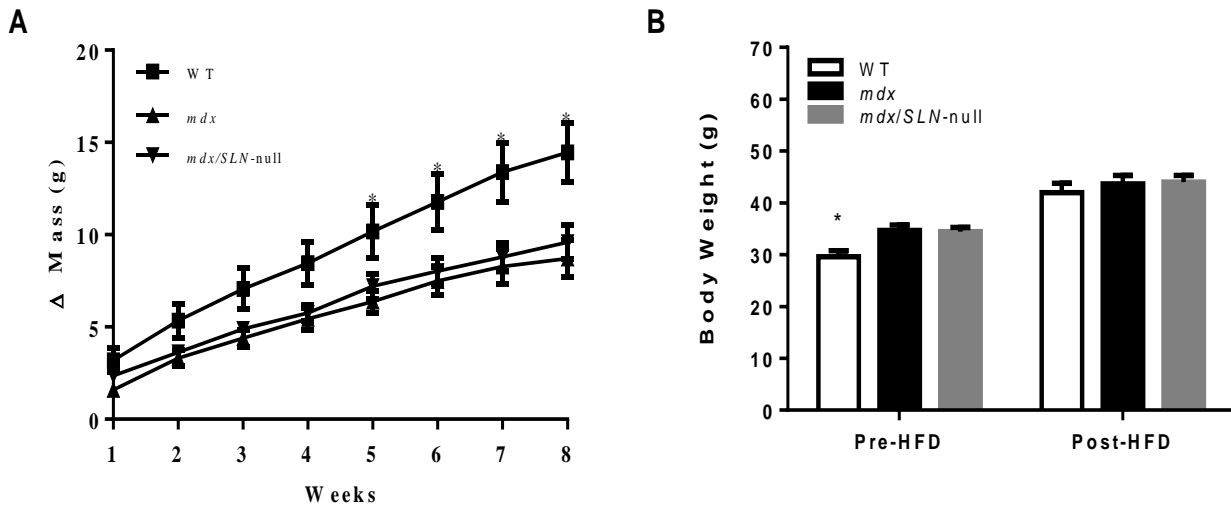 A
Δ Mass (g)
20
15
10
5
0
WT
mdx
mdx/SLN-null
*
*
*
*
1 2 3 4 5 6 7 8
Weeks
B
Body Weight (g)
70
60
50
40
30
20
10
0
WT
mdx
mdx/SLN-null
*
Pre-HFD Post-HFD